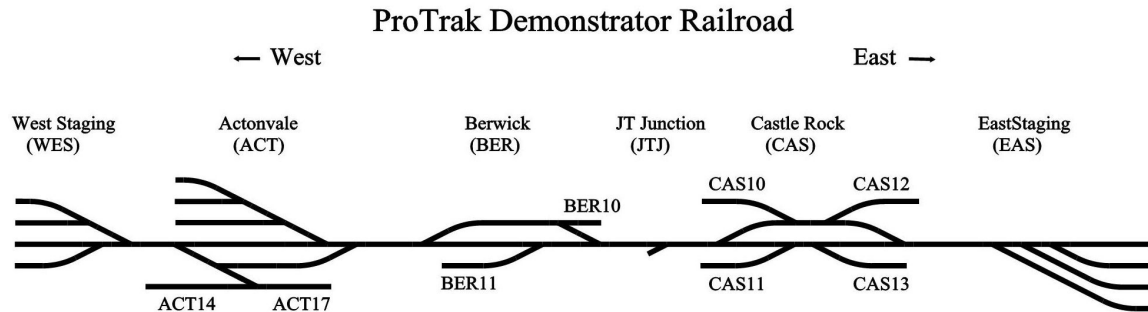 ProTrak Demonstrator Railroad
← West
East →
West Staging
(WES)
Actonvale
(ACT)
Berwick
(BER)
JT Junction
(JTJ)
Castle Rock
(CAS)
EastStaging
(EAS)
CAS10
CAS12
BER10
BER11
CAS11
CAS13
ACT14
ACT17